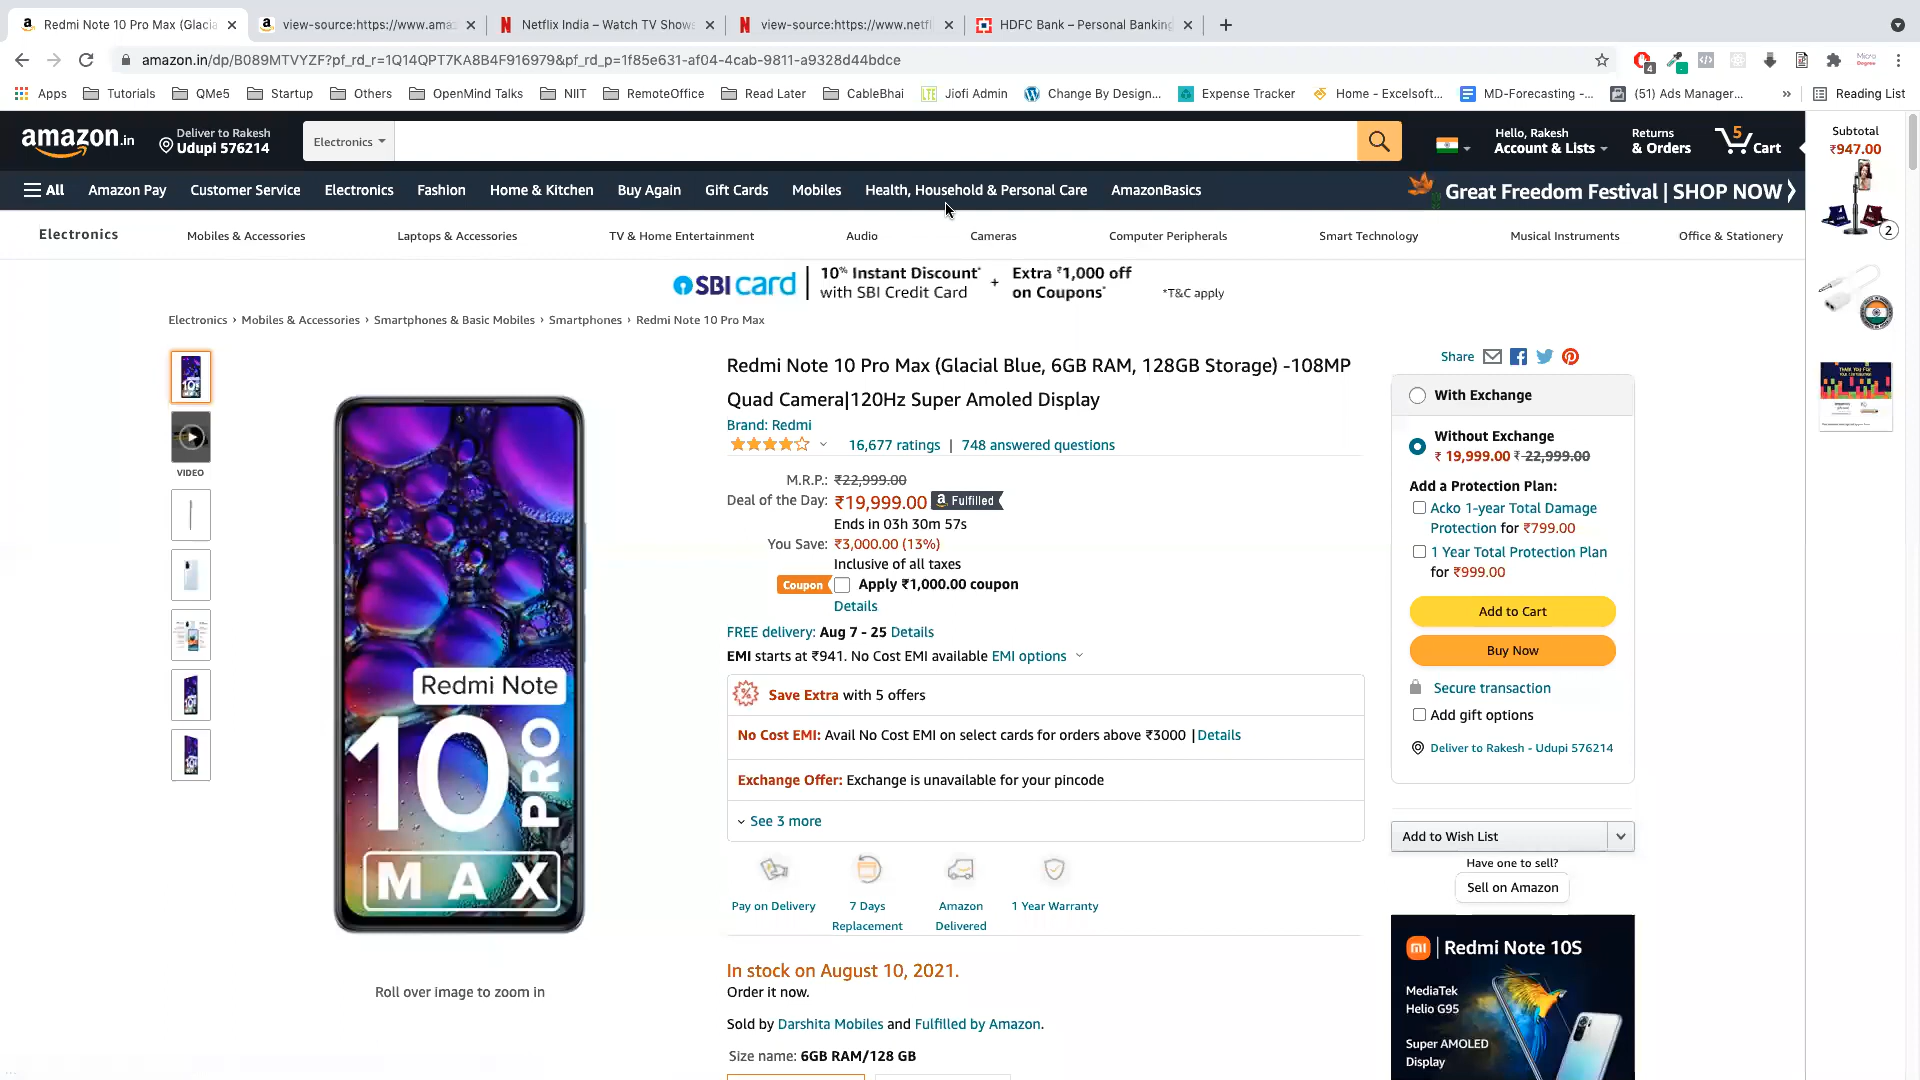 Redmi Note 10 Pro Max (Glacia
view-source:https://www.amaz
Netflix India – Watch TV Shows
view-source:https://www.netfl
HDFC Bank – Personal Banking
amazon.in/dp/B089MTVYZF?pf_rd_r=1Q14QPT7KA8B4F916979&pf_rd_p=1f85e631-af04-4cab-9811-a9328d44bdce
Apps
Tutorials
QMe5
Startup
Others
OpenMind Talks
NIIT
RemoteOffice
Read Later
CableBhai
Jiofi Admin
Change By Design...
Expense Tracker
Home - Excelsoft...
MD-Forecasting -...
(51) Ads Manager...
»
Reading List
amazon.in
Deliver to Rakesh
Udupi 576214
Electronics
Hello, Rakesh
Account & Lists
Returns
& Orders
5
Cart
Subtotal
₹947.00
All
Amazon Pay
Customer Service
Electronics
Fashion
Home & Kitchen
Buy Again
Gift Cards
Mobiles
Health, Household & Personal Care
AmazonBasics
Great Freedom Festival | SHOP NOW
2
Electronics
Mobiles & Accessories
Laptops & Accessories
TV & Home Entertainment
Audio
Cameras
Computer Peripherals
Smart Technology
Musical Instruments
Office & Stationery
SBI card
10% Instant Discount*
with SBI Credit Card
+
Extra ₹1,000 off
on Coupons*
*T&C apply
Electronics › Mobiles & Accessories › Smartphones & Basic Mobiles › Smartphones › Redmi Note 10 Pro Max
VIDEO
Redmi Note
10 PRO
MAX
Roll over image to zoom in
Redmi Note 10 Pro Max (Glacial Blue, 6GB RAM, 128GB Storage) -108MP
Quad Camera|120Hz Super Amoled Display
Brand: Redmi
16,677 ratings | 748 answered questions
M.R.P.: ₹22,999.00
Deal of the Day: ₹19,999.00 a Fulfilled
Ends in 03h 30m 57s
You Save: ₹3,000.00 (13%)
Inclusive of all taxes
Coupon Apply ₹1,000.00 coupon
Details
FREE delivery: Aug 7 - 25 Details
EMI starts at ₹941. No Cost EMI available EMI options
Save Extra with 5 offers
No Cost EMI: Avail No Cost EMI on select cards for orders above ₹3000 | Details
Exchange Offer: Exchange is unavailable for your pincode
See 3 more
Pay on Delivery
7 Days
Replacement
Amazon
Delivered
1 Year Warranty
In stock on August 10, 2021.
Order it now.
Sold by Darshita Mobiles and Fulfilled by Amazon.
Size name: 6GB RAM/128 GB
Share
With Exchange
Without Exchange
₹ 19,999.00 ₹ 22,999.00
Add a Protection Plan:
Acko 1-year Total Damage
Protection for ₹799.00
1 Year Total Protection Plan
for ₹999.00
Add to Cart
Buy Now
Secure transaction
Add gift options
Deliver to Rakesh - Udupi 576214
Add to Wish List
Have one to sell?
Sell on Amazon
mi | Redmi Note 10S
MediaTek
Helio G95
Super AMOLED
Display